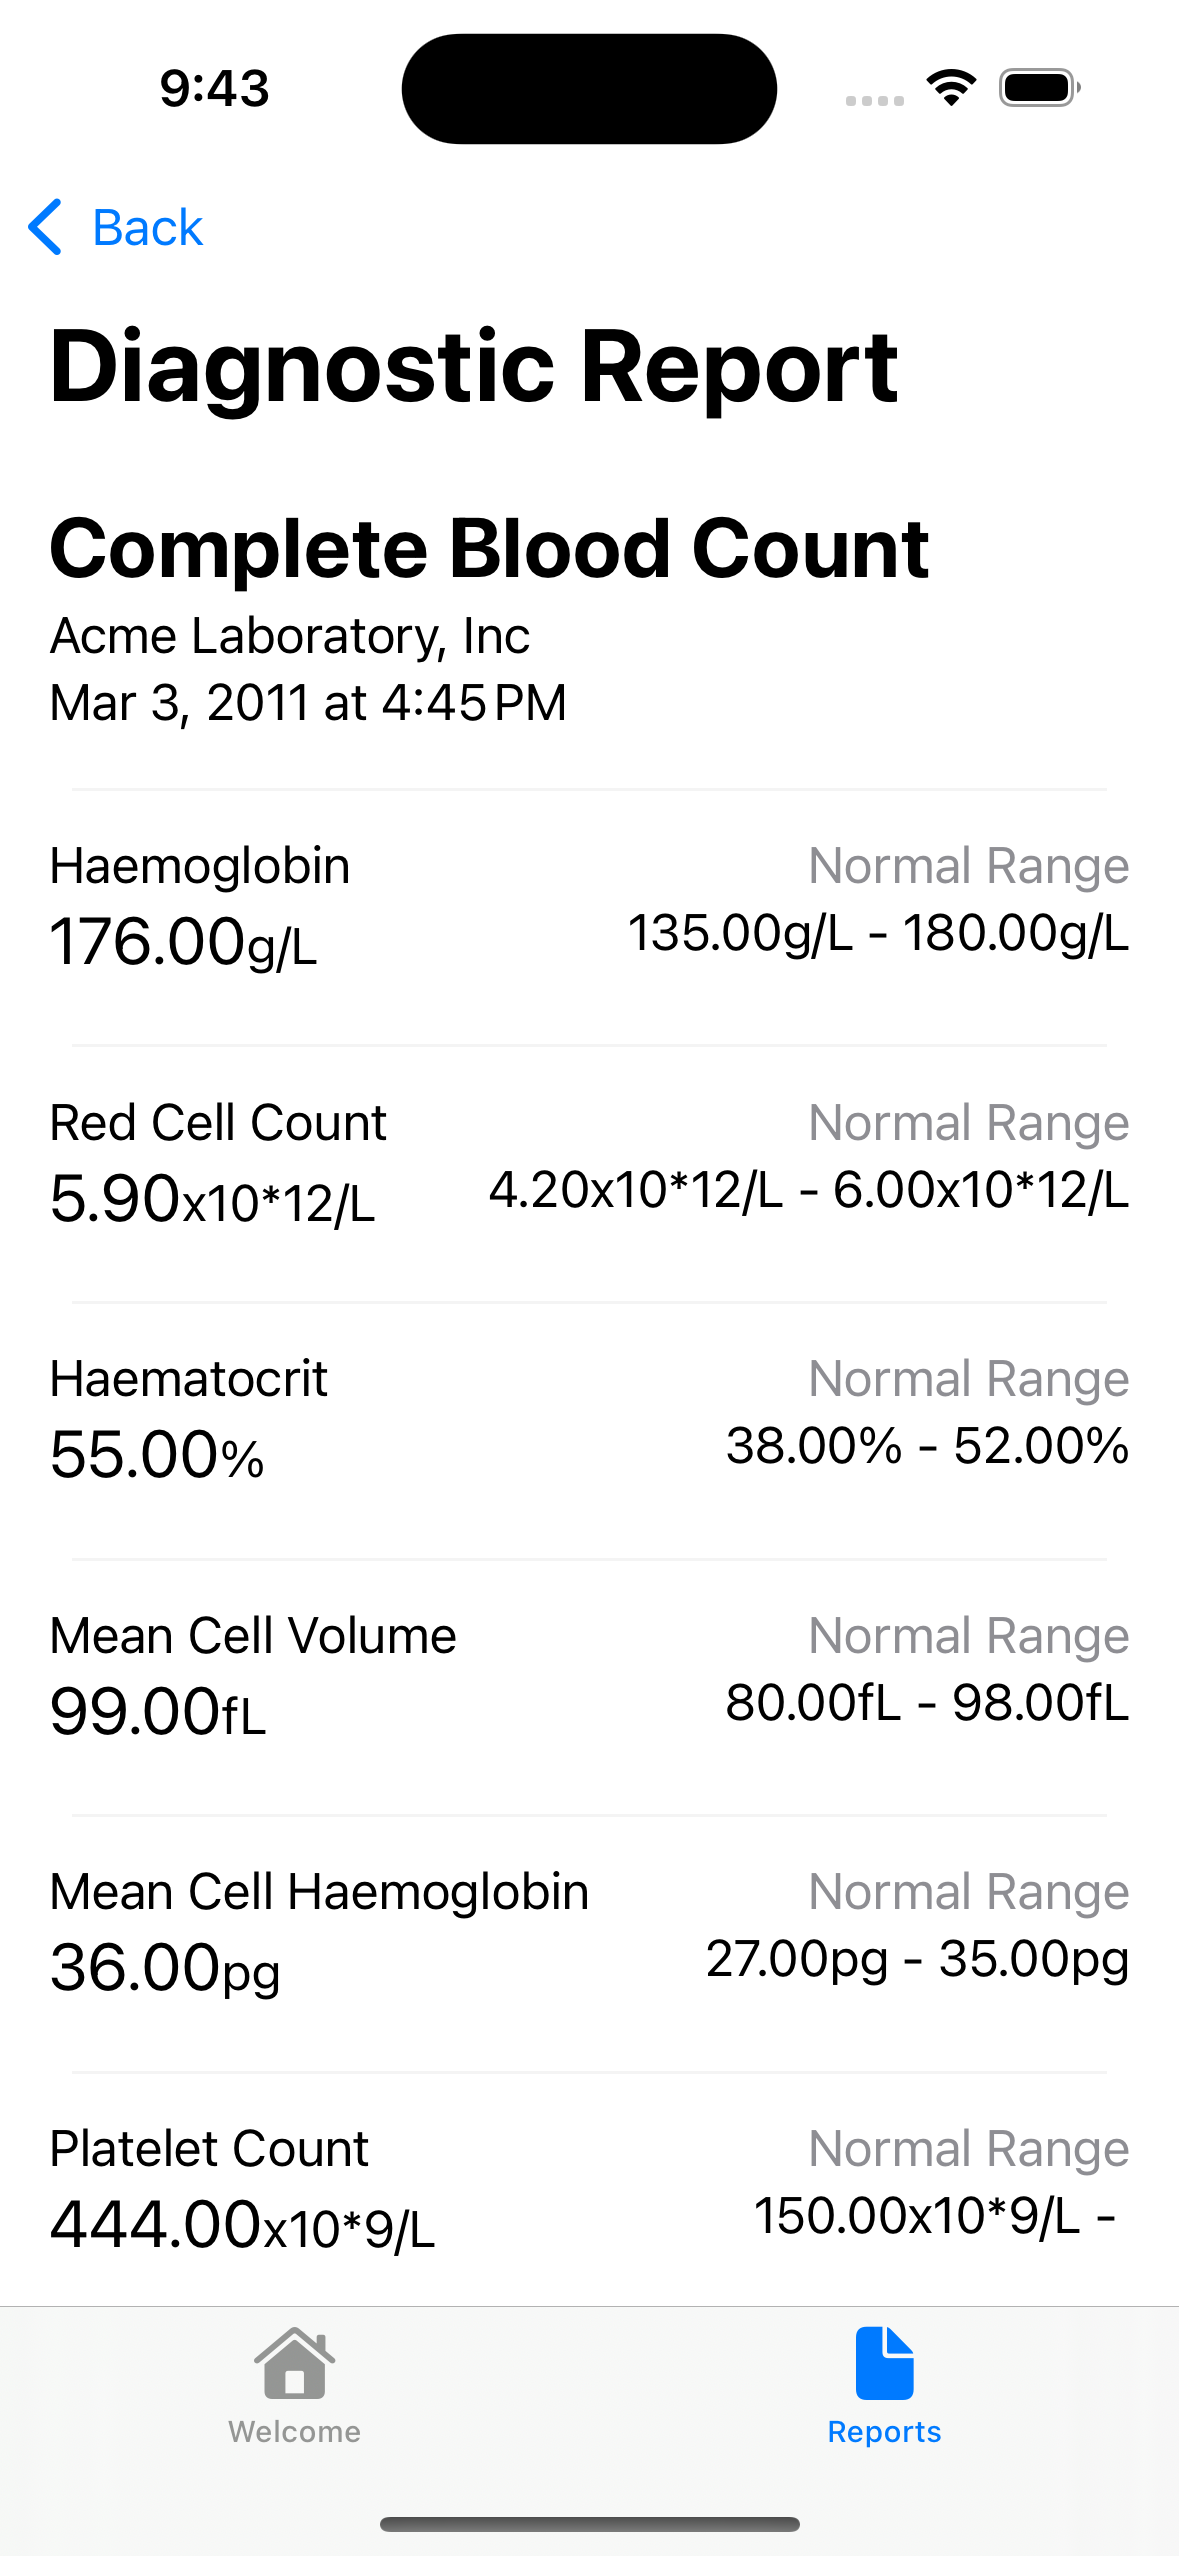 9:43
Back
Diagnostic Report
Complete Blood Count
Acme Laboratory, Inc
Mar 3, 2011 at 4:45 PM
Haemoglobin Normal Range
176.00g/L 135.00g/L - 180.00g/L
Red Cell Count Normal Range
5.90x10*12/L 4.20x10*12/L - 6.00x10*12/L
Haematocrit Normal Range
55.00% 38.00% - 52.00%
Mean Cell Volume Normal Range
99.00fL 80.00fL - 98.00fL
Mean Cell Haemoglobin Normal Range
36.00pg 27.00pg - 35.00pg
Platelet Count Normal Range
444.00x10*9/L 150.00x10*9/L -
Welcome Reports